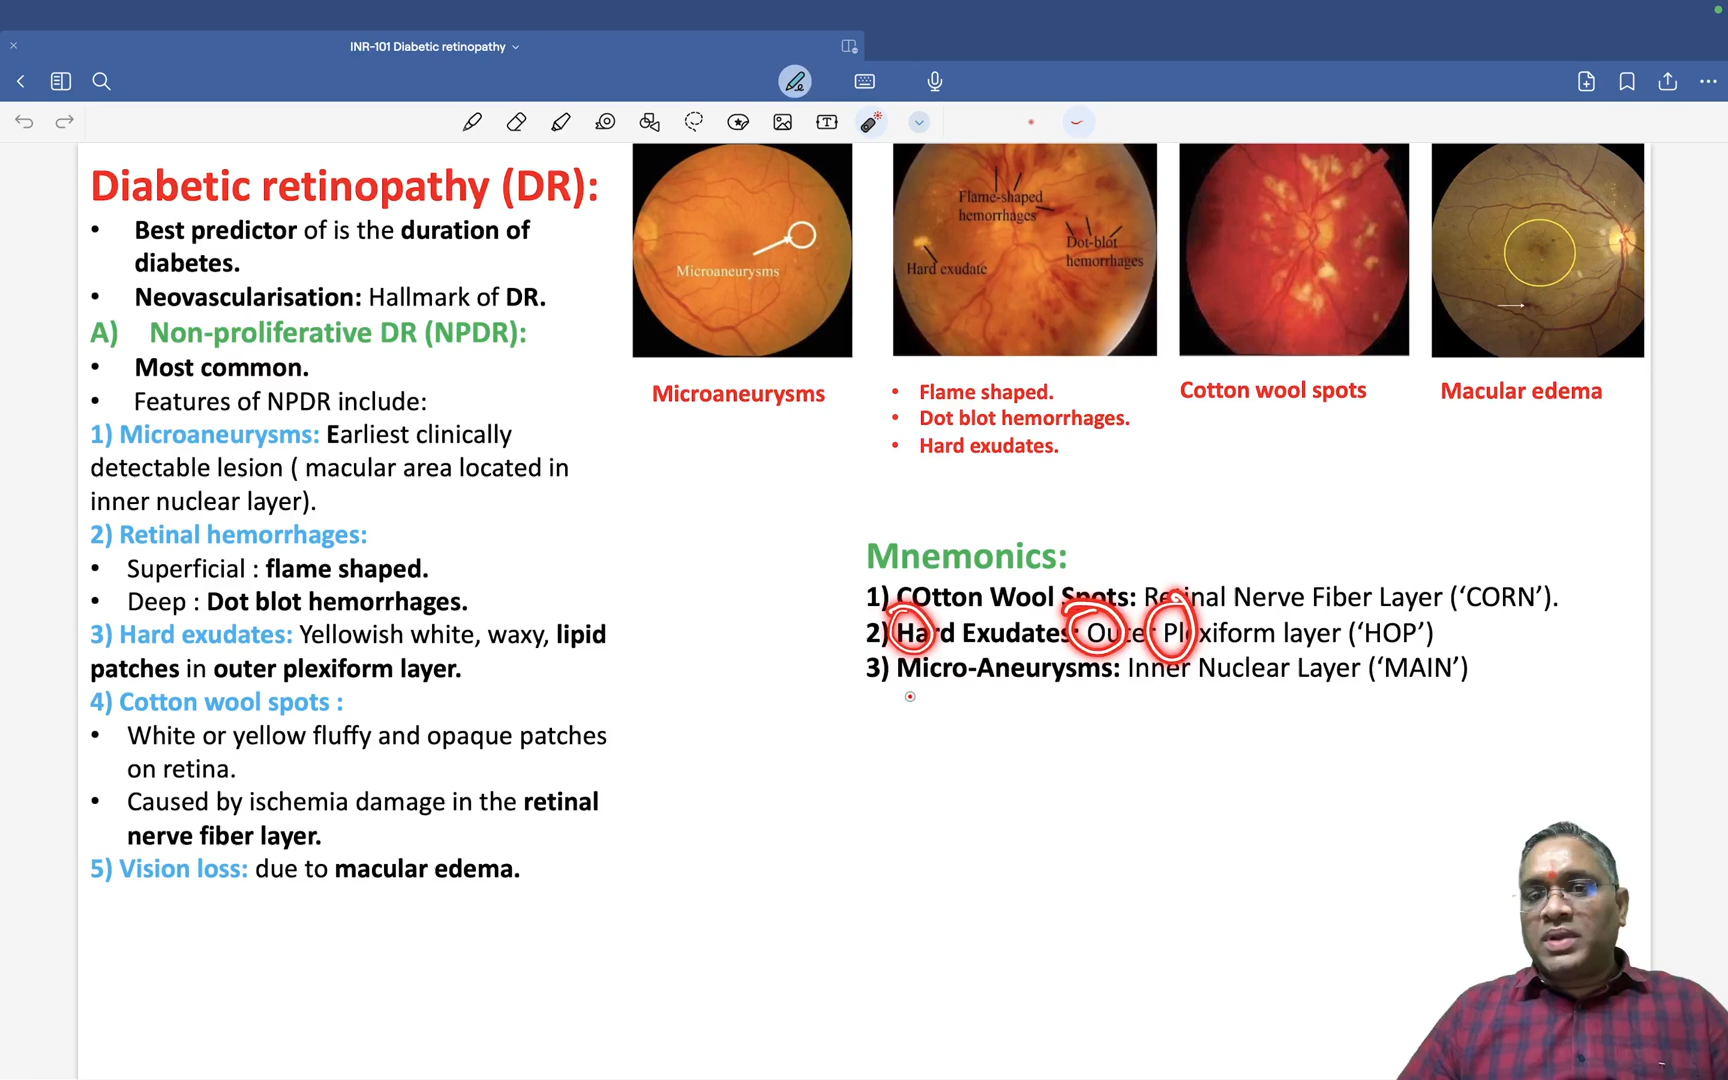 INR-101 Diabetic retinopathy
Diabetic retinopathy (DR):
• Best predictor of is the duration of
diabetes.
• Neovascularisation: Hallmark of DR.
A) Non-proliferative DR (NPDR):
• Most common.
• Features of NPDR include:
1) Microaneurysms: Earliest clinically
detectable lesion ( macular area located in
inner nuclear layer).
2) Retinal hemorrhages:
• Superficial : flame shaped.
• Deep : Dot blot hemorrhages.
3) Hard exudates: Yellowish white, waxy, lipid
patches in outer plexiform layer.
4) Cotton wool spots :
• White or yellow fluffy and opaque patches
on retina.
• Caused by ischemia damage in the retinal
nerve fiber layer.
5) Vision loss: due to macular edema.
Microaneurysms
Flame-shaped
hemorrhages
Dot-blot
hemorrhages
Hard exudate
Microaneurysms
• Flame shaped.
• Dot blot hemorrhages.
• Hard exudates.
Cotton wool spots
Macular edema
Mnemonics:
1) COtton Wool Spots: Retinal Nerve Fiber Layer (‘CORN’).
2) Hard Exudates: Outer Plexiform layer (‘HOP’)
3) Micro-Aneurysms: Inner Nuclear Layer (‘MAIN’)